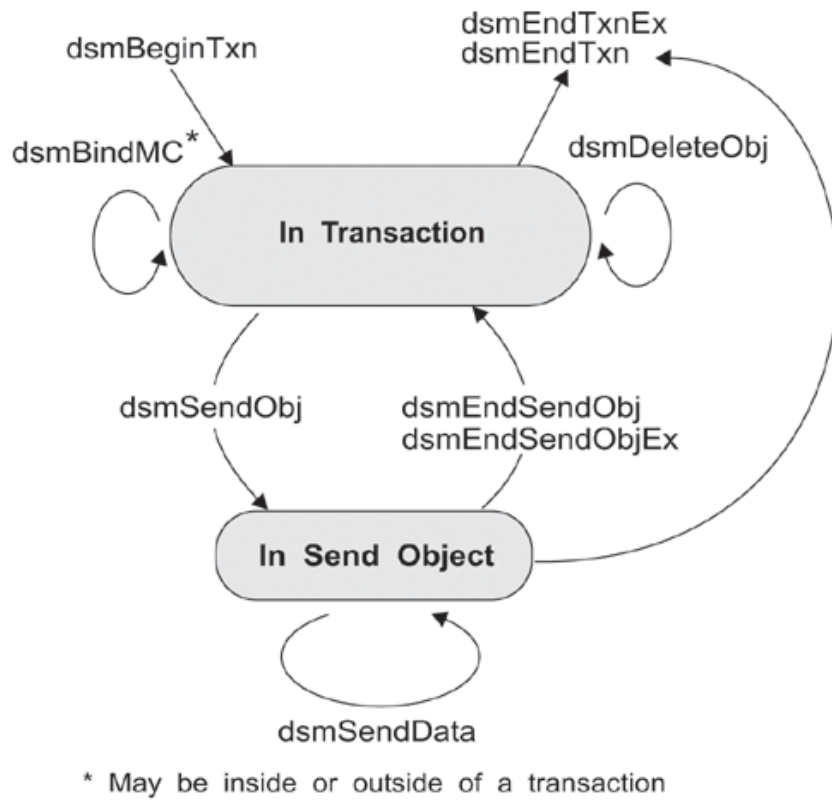 dsmEndTxnEx
dsmBeginTxn
dsmEndTxn
dsmBindMC*
dsmDeleteObj
In Transaction
dsmSendObj
dsmEndSendObj
dsmEndSendObjEx
In Send Object
dsmSendData
* May be inside or outside of a transaction